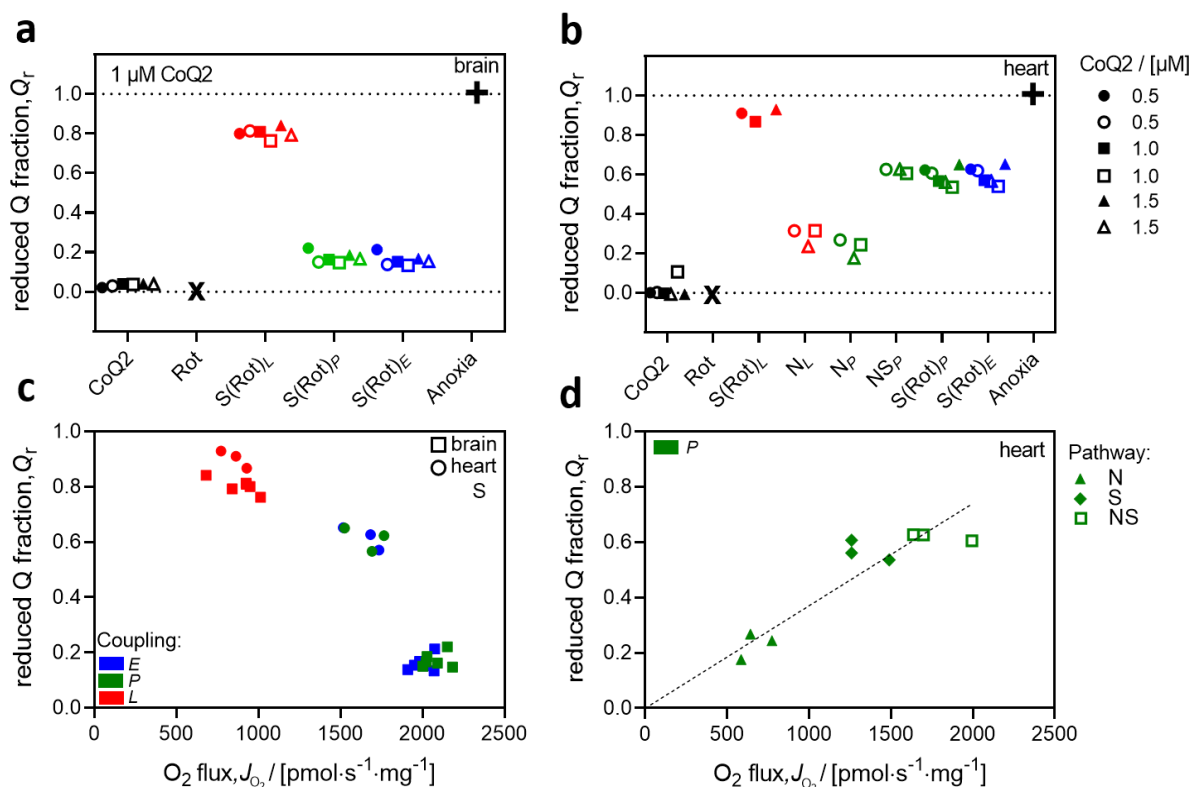 a
1 μM CoQ2
brain
reduced Q fraction, Qr
1.0
0.8
0.6
0.4
0.2
0.0
CoQ2
Rot
S(Rot)L
S(Rot)P
S(Rot)E
Anoxia
b
heart
reduced Q fraction, Qr
1.0
0.8
0.6
0.4
0.2
0.0
CoQ2
Rot
S(Rot)L
NL
NP
NSP
S(Rot)P
S(Rot)E
Anoxia
CoQ2 / [μM]
0.5
0.5
1.0
1.0
1.5
1.5
c
brain
heart
S
reduced Q fraction, Qr
1.0
0.8
0.6
0.4
0.2
0.0
Coupling:
E
P
L
0 500 1000 1500 2000 2500
O2 flux, JO2 / [pmol·s-1·mg-1]
d
P
heart
reduced Q fraction, Qr
1.0
0.8
0.6
0.4
0.2
0.0
0 500 1000 1500 2000 2500
O2 flux, JO2 / [pmol·s-1·mg-1]
Pathway:
N
S
NS